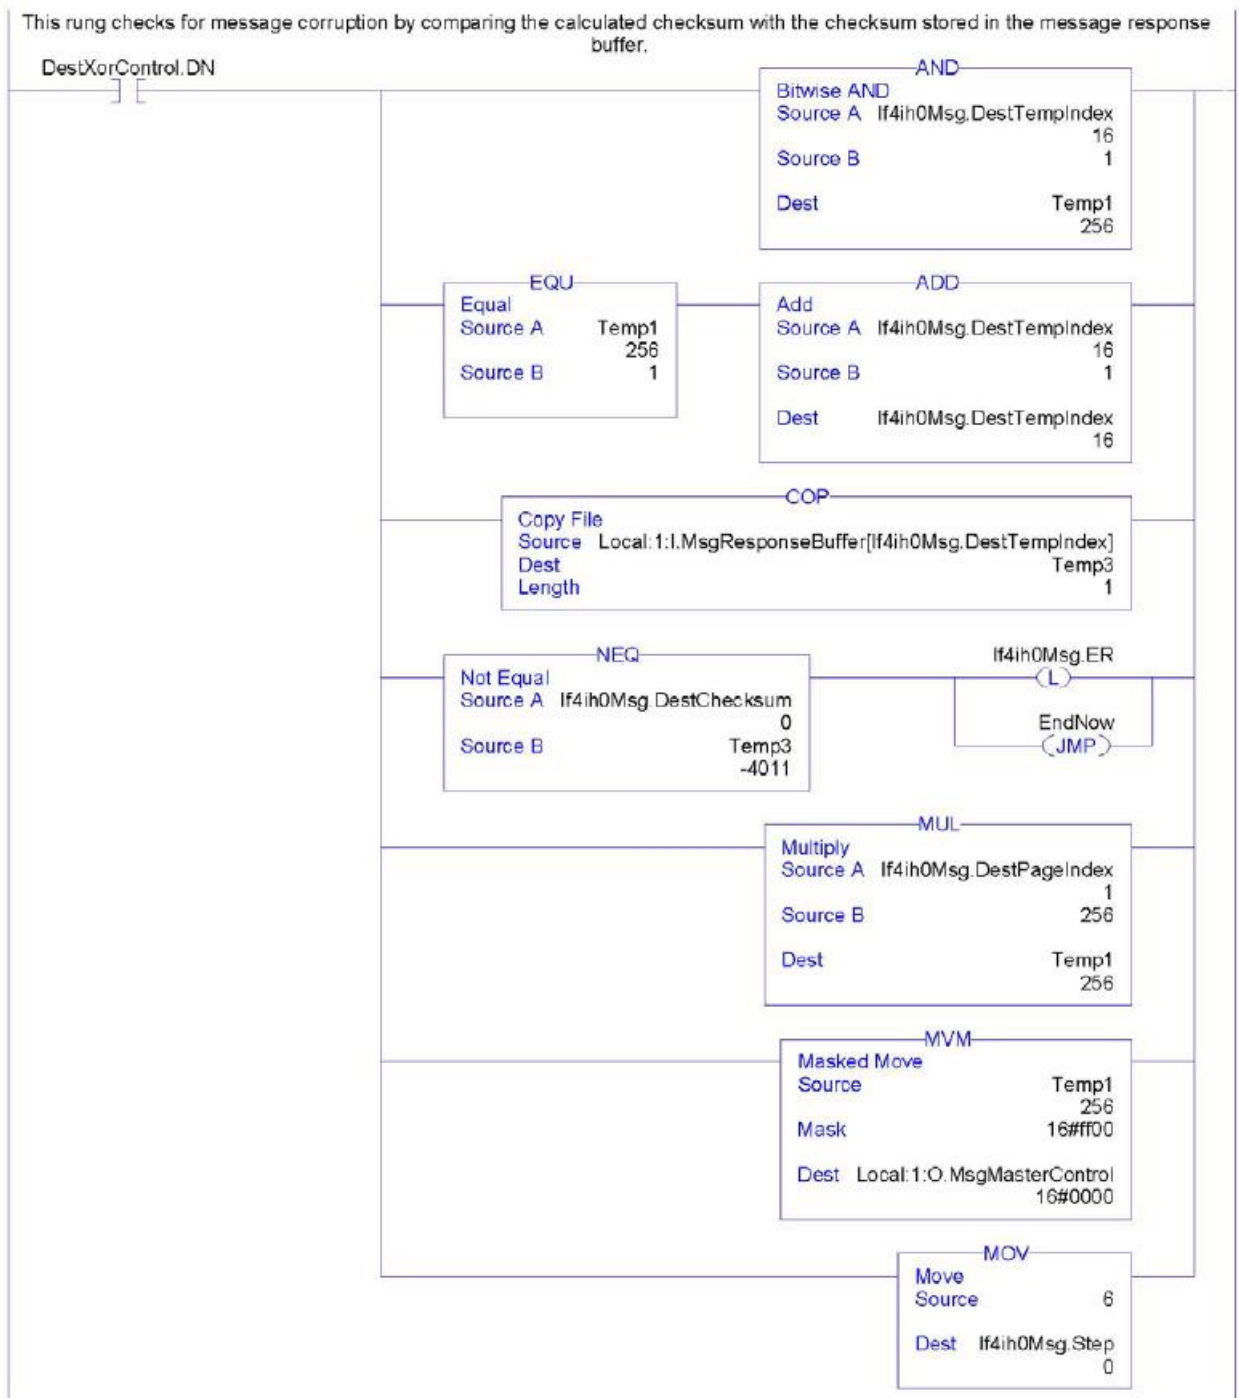 This rung checks for message corruption by comparing the calculated checksum with the checksum stored in the message response
buffer.
DestXorControl.DN
AND
Bitwise AND
Source A If4ih0Msg.DestTempIndex
16
Source B 1
Dest Temp1
256
EQU
Equal
Source A Temp1
256
Source B 1
ADD
Add
Source A If4ih0Msg.DestTempIndex
16
Source B 1
Dest If4ih0Msg.DestTempIndex
16
COP
Copy File
Source Local:1:I.MsgResponseBuffer[If4ih0Msg.DestTempIndex]
Dest Temp3
Length 1
NEQ
Not Equal
Source A If4ih0Msg.DestChecksum
0
Source B Temp3
-4011
If4ih0Msg.ER
L
EndNow
JMP
MUL
Multiply
Source A If4ih0Msg.DestPageIndex
1
Source B 256
Dest Temp1
256
MVM
Masked Move
Source Temp1
256
Mask 16#ff00
Dest Local:1:O.MsgMasterControl
16#0000
MOV
Move
Source 6
Dest If4ih0Msg.Step
0